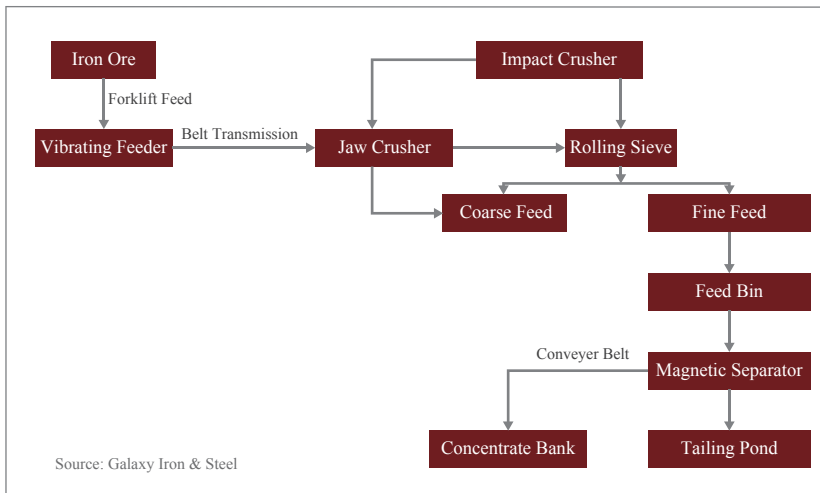 Iron Ore
Impact Crusher
Forklift Feed
Belt Transmission
Vibrating Feeder
Jaw Crusher
Rolling Sieve
Coarse Feed
Fine Feed
Feed Bin
Conveyer Belt
Magnetic Separator
Concentrate Bank
Tailing Pond
Source: Galaxy Iron & Steel